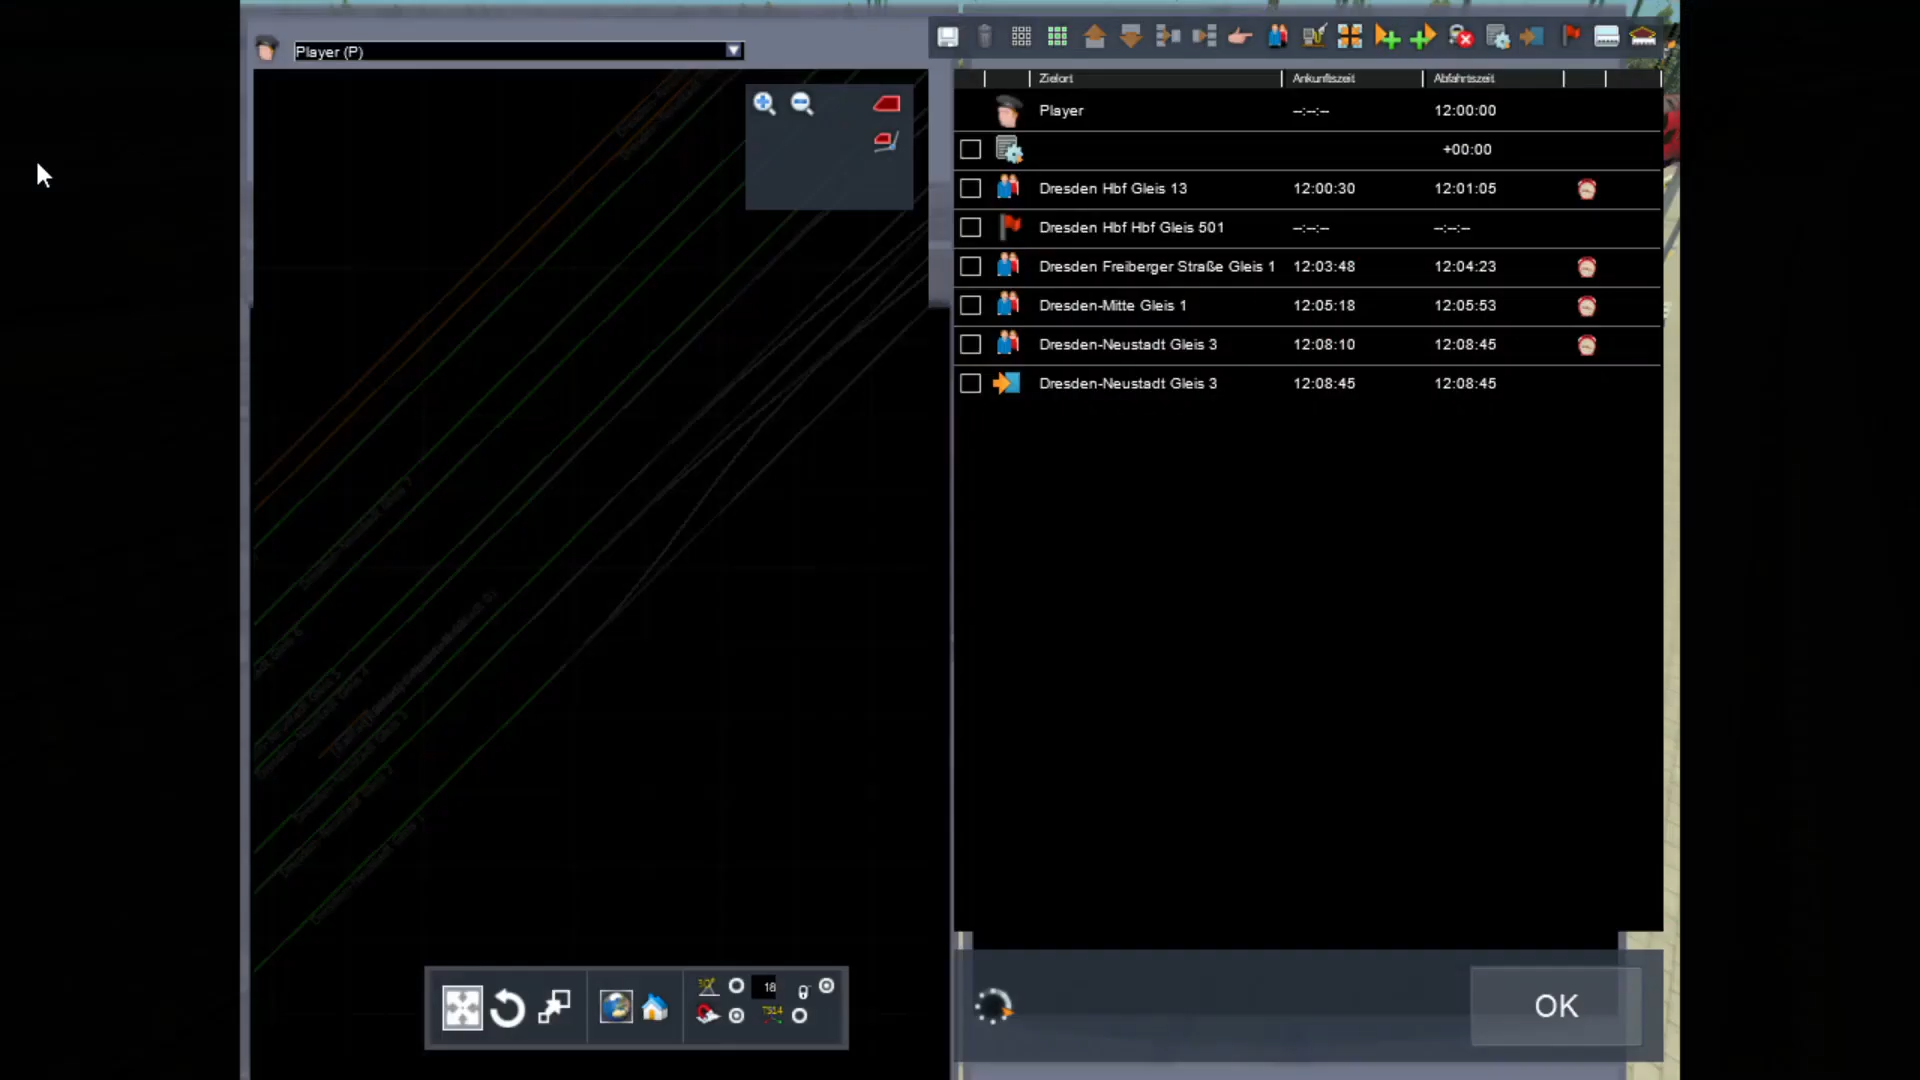 Player (P)
Zielort Ankunftszeit Abfahrtszeit
Player --:--:-- 12:00:00
+00:00
Dresden Hbf Gleis 13 12:00:30 12:01:05
Dresden Hbf Hbf Gleis 501 --:--:-- --:--:--
Dresden Freiberger Straße Gleis 1 12:03:48 12:04:23
Dresden-Mitte Gleis 1 12:05:18 12:05:53
Dresden-Neustadt Gleis 3 12:08:10 12:08:45
Dresden-Neustadt Gleis 3 12:08:45 12:08:45
18
OK